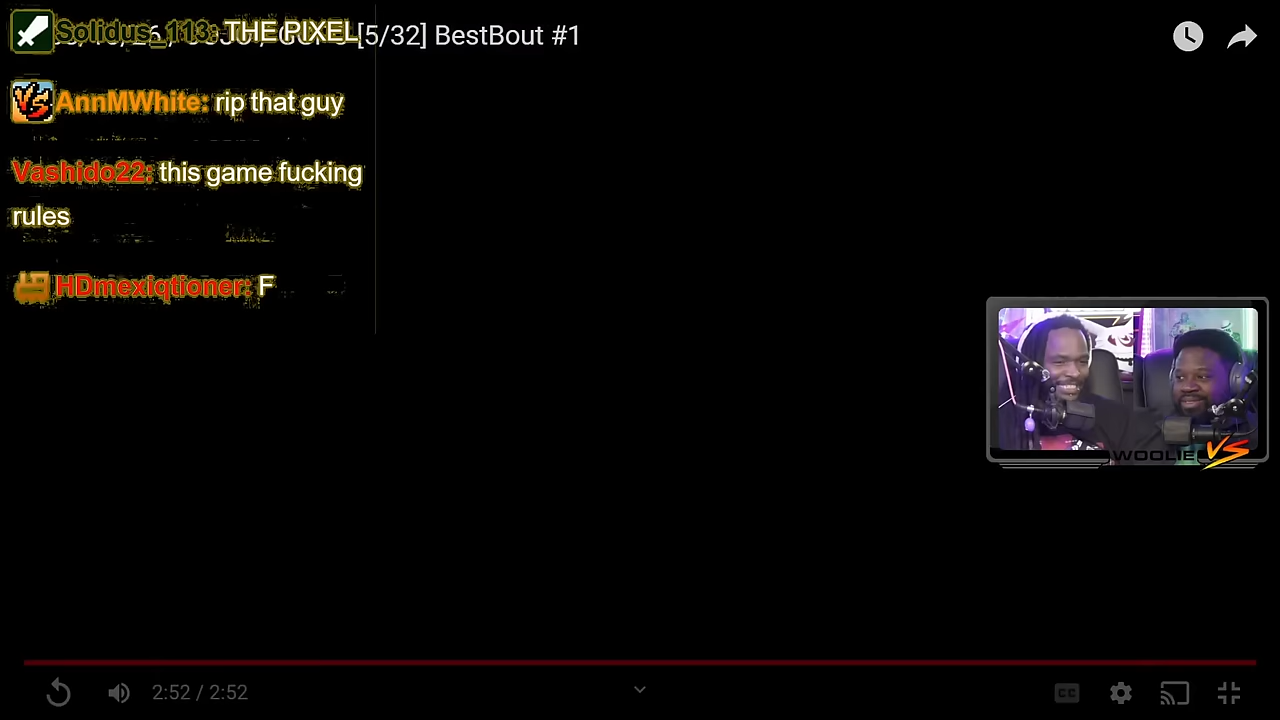 Solidus_113: THE PIXEL
[5/32] BestBout #1
AnnMWhite: rip that guy
Vashido22: this game fucking
rules
HDmexiqtioner: F
WOOLIE VS
2:52 / 2:52
CC